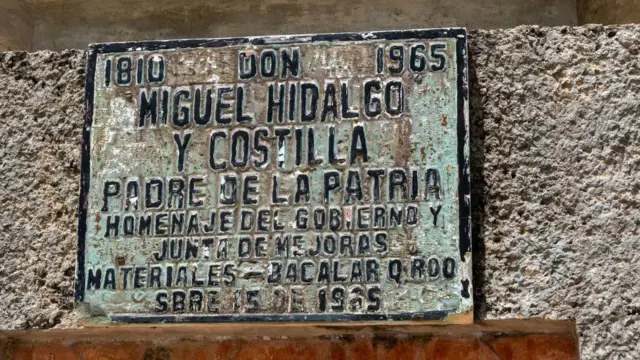 1810 DON 1965
MIGUEL HIDALGO
Y COSTILLA
PADRE DE LA PATRIA
HOMENAJE DEL GOBIERNO Y
JUNTA DE MEJORAS
MATERIALES - BACALAR Q. ROO
SBRE 15 DE 1965